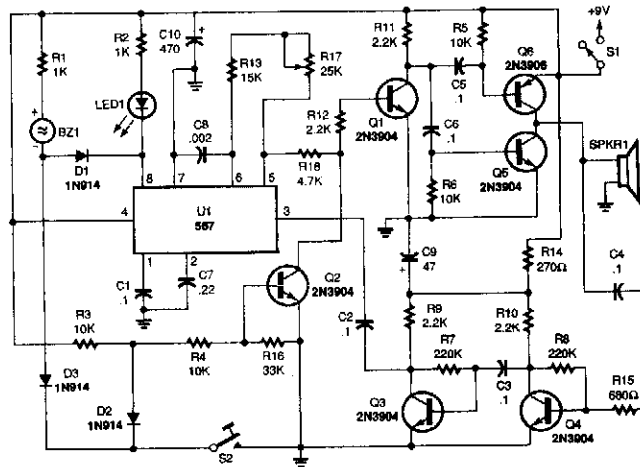 +9V
R11
2.2K
R5
10K
R1
1K
R2
1K
C10
470
+
R13
15K
R17
25K
S1
Q6
2N3906
C5
.1
LED1
R12
2.2K
Q1
2N3904
C6
.1
+
BZ1
-
C8
.002
SPKR1
D1
1N914
R18
4.7K
R6
10K
Q5
2N3904
8
7
6
5
4
U1
567
3
1
2
C9
47
+
R14
270Ω
C4
.1
C1
.1
C7
.22
Q2
2N3904
R3
10K
R4
10K
R16
33K
C2
.1
R9
2.2K
R10
2.2K
R7
220K
R8
220K
C3
.1
R15
680Ω
D3
1N914
D2
1N914
Q3
2N3904
Q4
2N3904
S2